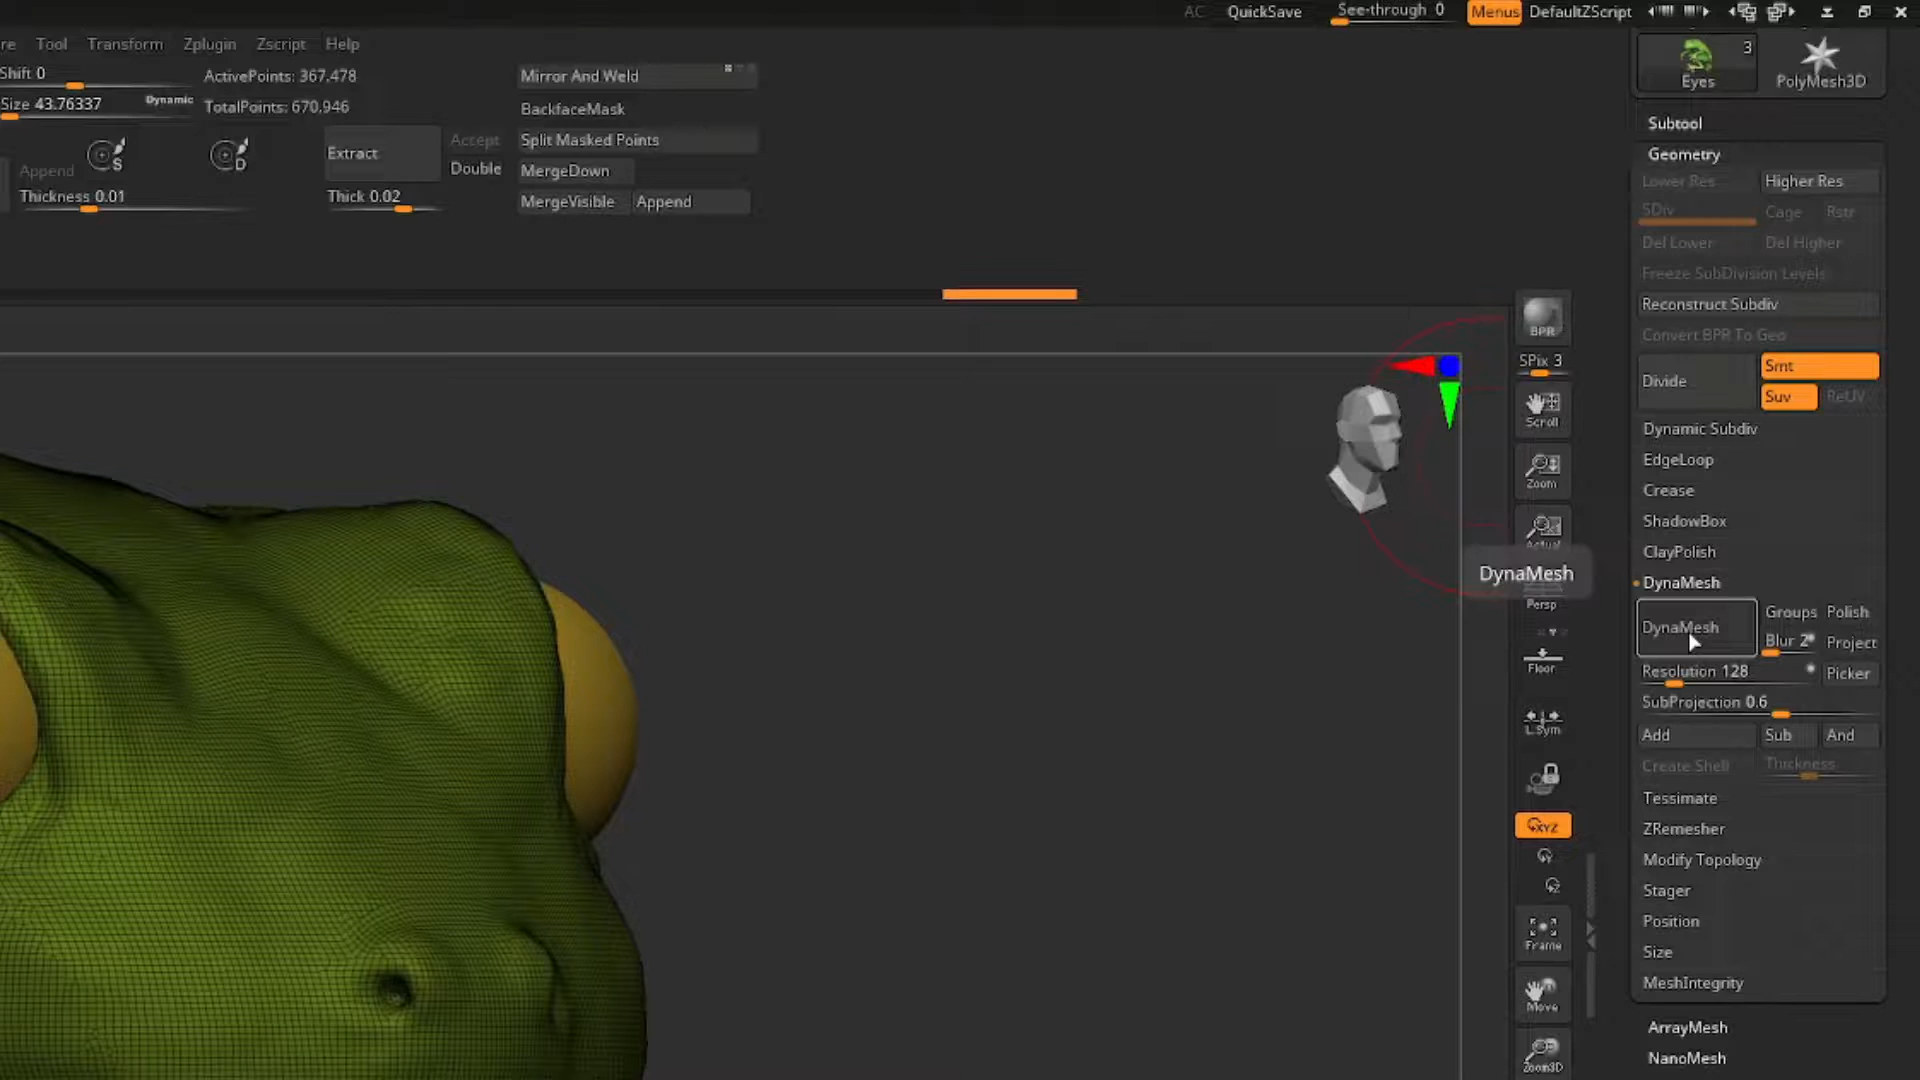 AC QuickSave See-through 0 Menus DefaultZScript
re Tool Transform Zplugin Zscript Help
3
Eyes PolyMesh3D
Shift 0 ActivePoints: 367,478 Mirror And Weld
Size 43.76337 Dynamic TotalPoints: 670,946 BackfaceMask
S D Extract Accept Split Masked Points
Append Double MergeDown
Thickness 0.01 Thick 0.02 MergeVisible Append
Subtool
Geometry
Lower Res Higher Res
SDiv Cage Rstr
Del Lower Del Higher
Freeze SubDivision Levels
Reconstruct Subdiv
Convert BPR To Geo
Divide Smt
Suv ReUV
Dynamic Subdiv
EdgeLoop
Crease
ShadowBox
ClayPolish
DynaMesh
DynaMesh Groups Polish
Blur 2 Project
Resolution 128 Picker
SubProjection 0.6
Add Sub And
Create Shell Thickness
Tessimate
ZRemesher
Modify Topology
Stager
Position
Size
MeshIntegrity
ArrayMesh
NanoMesh
BPR
SPix 3
Scroll
Zoom
Actual
DynaMesh
Persp
Floor
L.Sym
XYZ
Y
Z
Frame
Move
Zoom3D